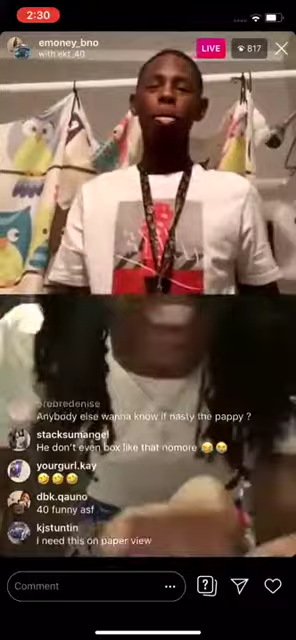 2:30
emoney_bno
with ekt_40
LIVE
817
Anybody else wanna know if nasty the pappy ?
stacksumangel
He don't even box like that nomore 😂😢
yourgurl.kay
🤣🤣🤣
dbk.qauno
40 funny asf
kjstuntin
I need this on paper view
Comment